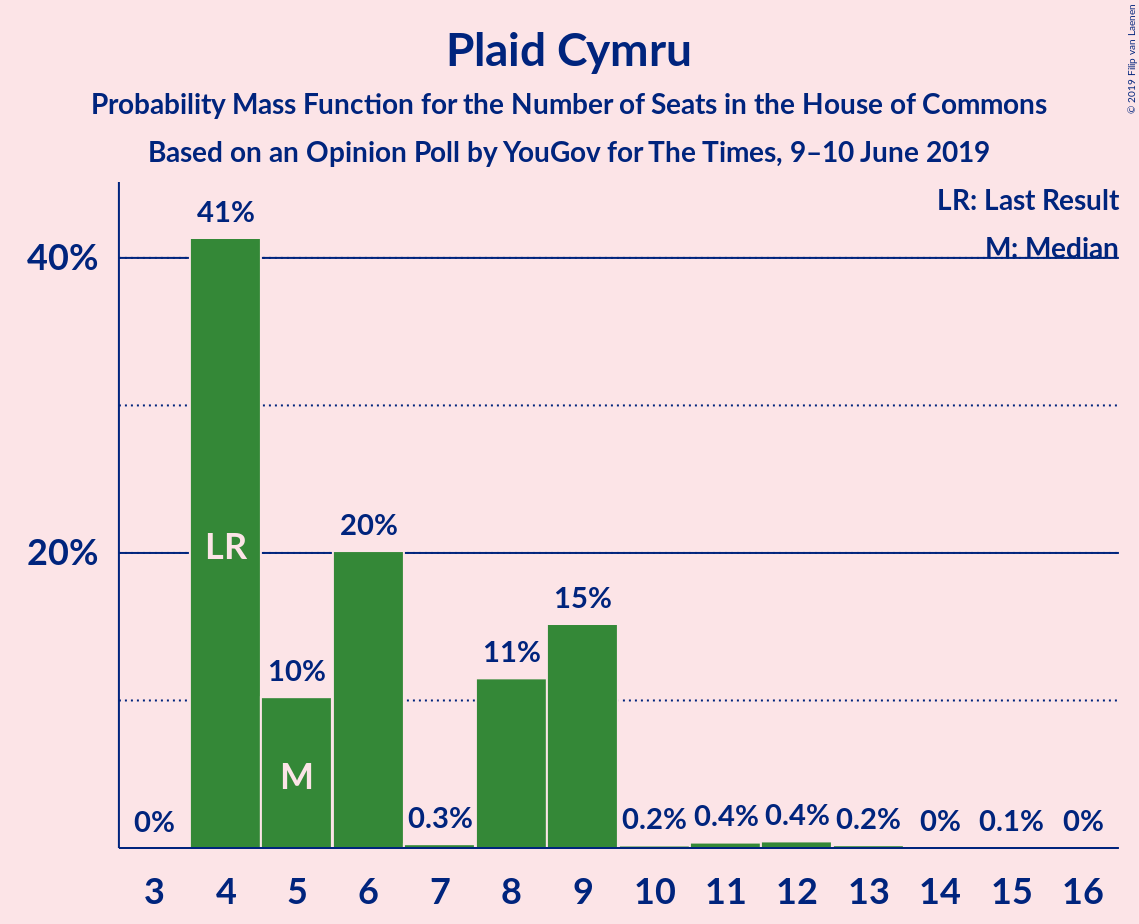 Plaid Cymru
Probability Mass Function for the Number of Seats in the House of Commons
Based on an Opinion Poll by YouGov for The Times, 9–10 June 2019
© 2019 Filip van Laenen
LR: Last Result
M: Median
40%
20%
0%
41%
10%
20%
0.3%
11%
15%
0.2%
0.4%
0.4%
0.2%
0%
0.1%
0%
LR
M
3 4 5 6 7 8 9 10 11 12 13 14 15 16